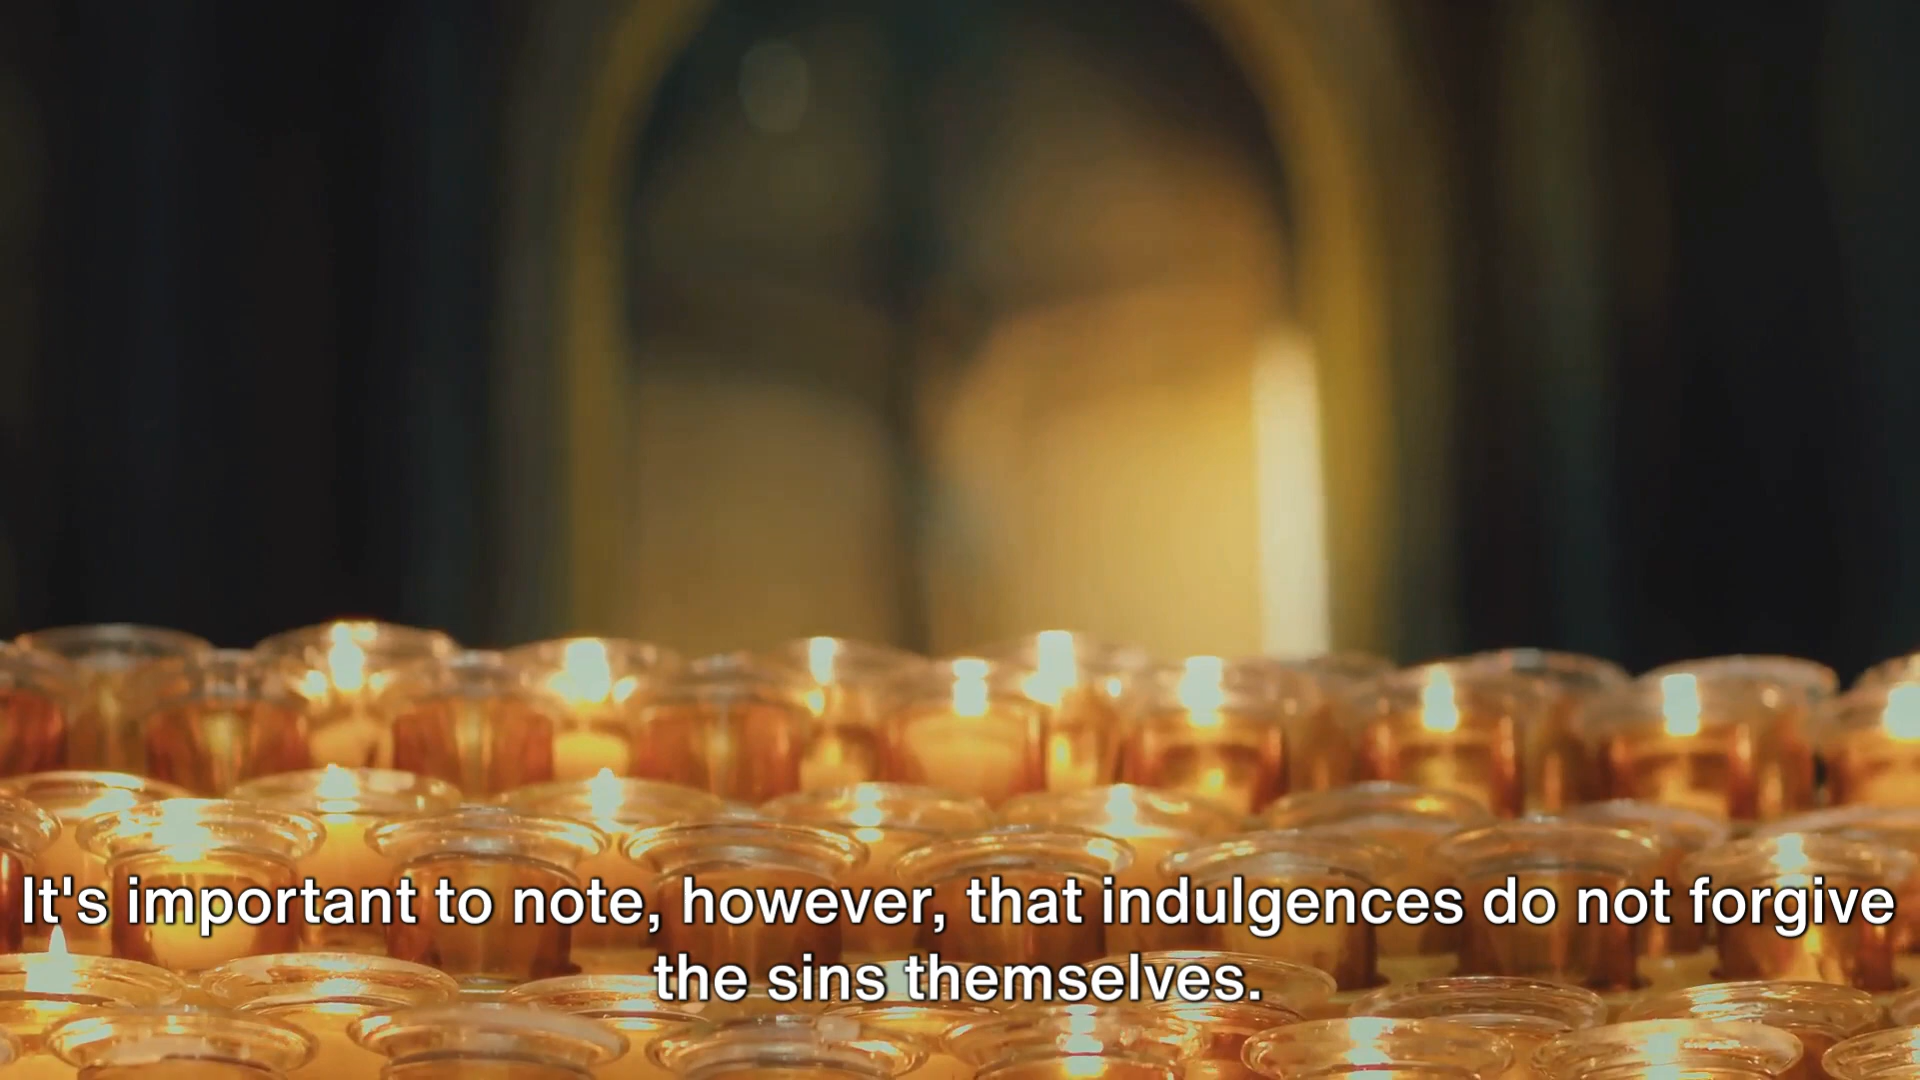 It's important to note, however, that indulgences do not forgive
the sins themselves.